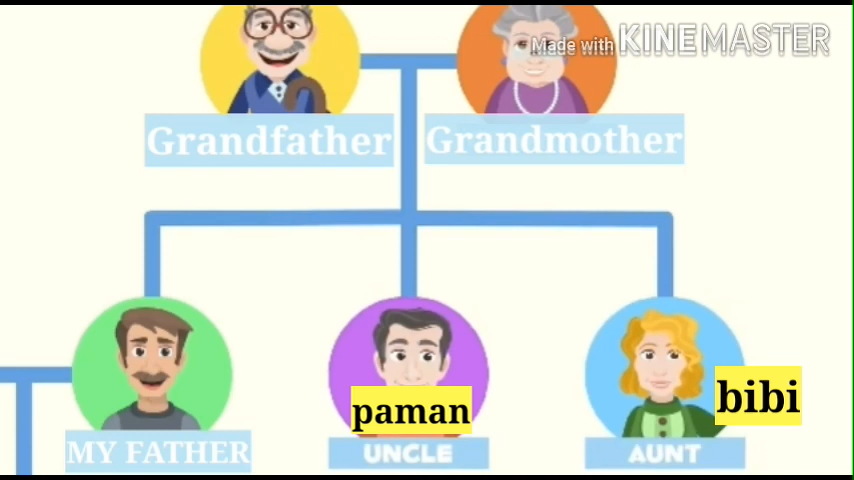 Made with KINEMASTER
Grandfather
Grandmother
paman
bibi
MY FATHER
UNCLE
AUNT